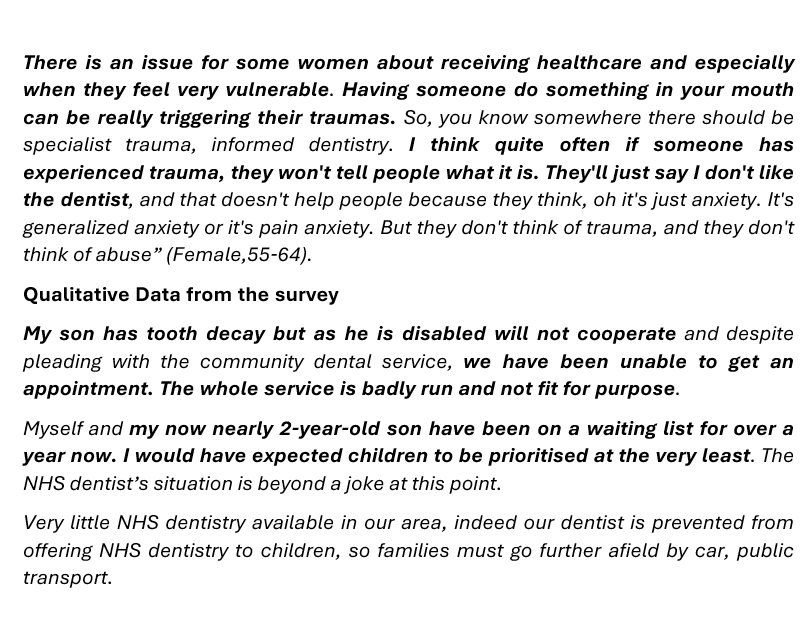 There is an issue for some women about receiving healthcare and especially
when they feel very vulnerable. Having someone do something in your mouth
can be really triggering their traumas. So, you know somewhere there should be
specialist trauma, informed dentistry. I think quite often if someone has
experienced trauma, they won't tell people what it is. They'll just say I don't like
the dentist, and that doesn't help people because they think, oh it's just anxiety. It's
generalized anxiety or it's pain anxiety. But they don't think of trauma, and they don't
think of abuse” (Female,55-64).
Qualitative Data from the survey
My son has tooth decay but as he is disabled will not cooperate and despite
pleading with the community dental service, we have been unable to get an
appointment. The whole service is badly run and not fit for purpose.
Myself and my now nearly 2-year-old son have been on a waiting list for over a
year now. I would have expected children to be prioritised at the very least. The
NHS dentist’s situation is beyond a joke at this point.
Very little NHS dentistry available in our area, indeed our dentist is prevented from
offering NHS dentistry to children, so families must go further afield by car, public
transport.